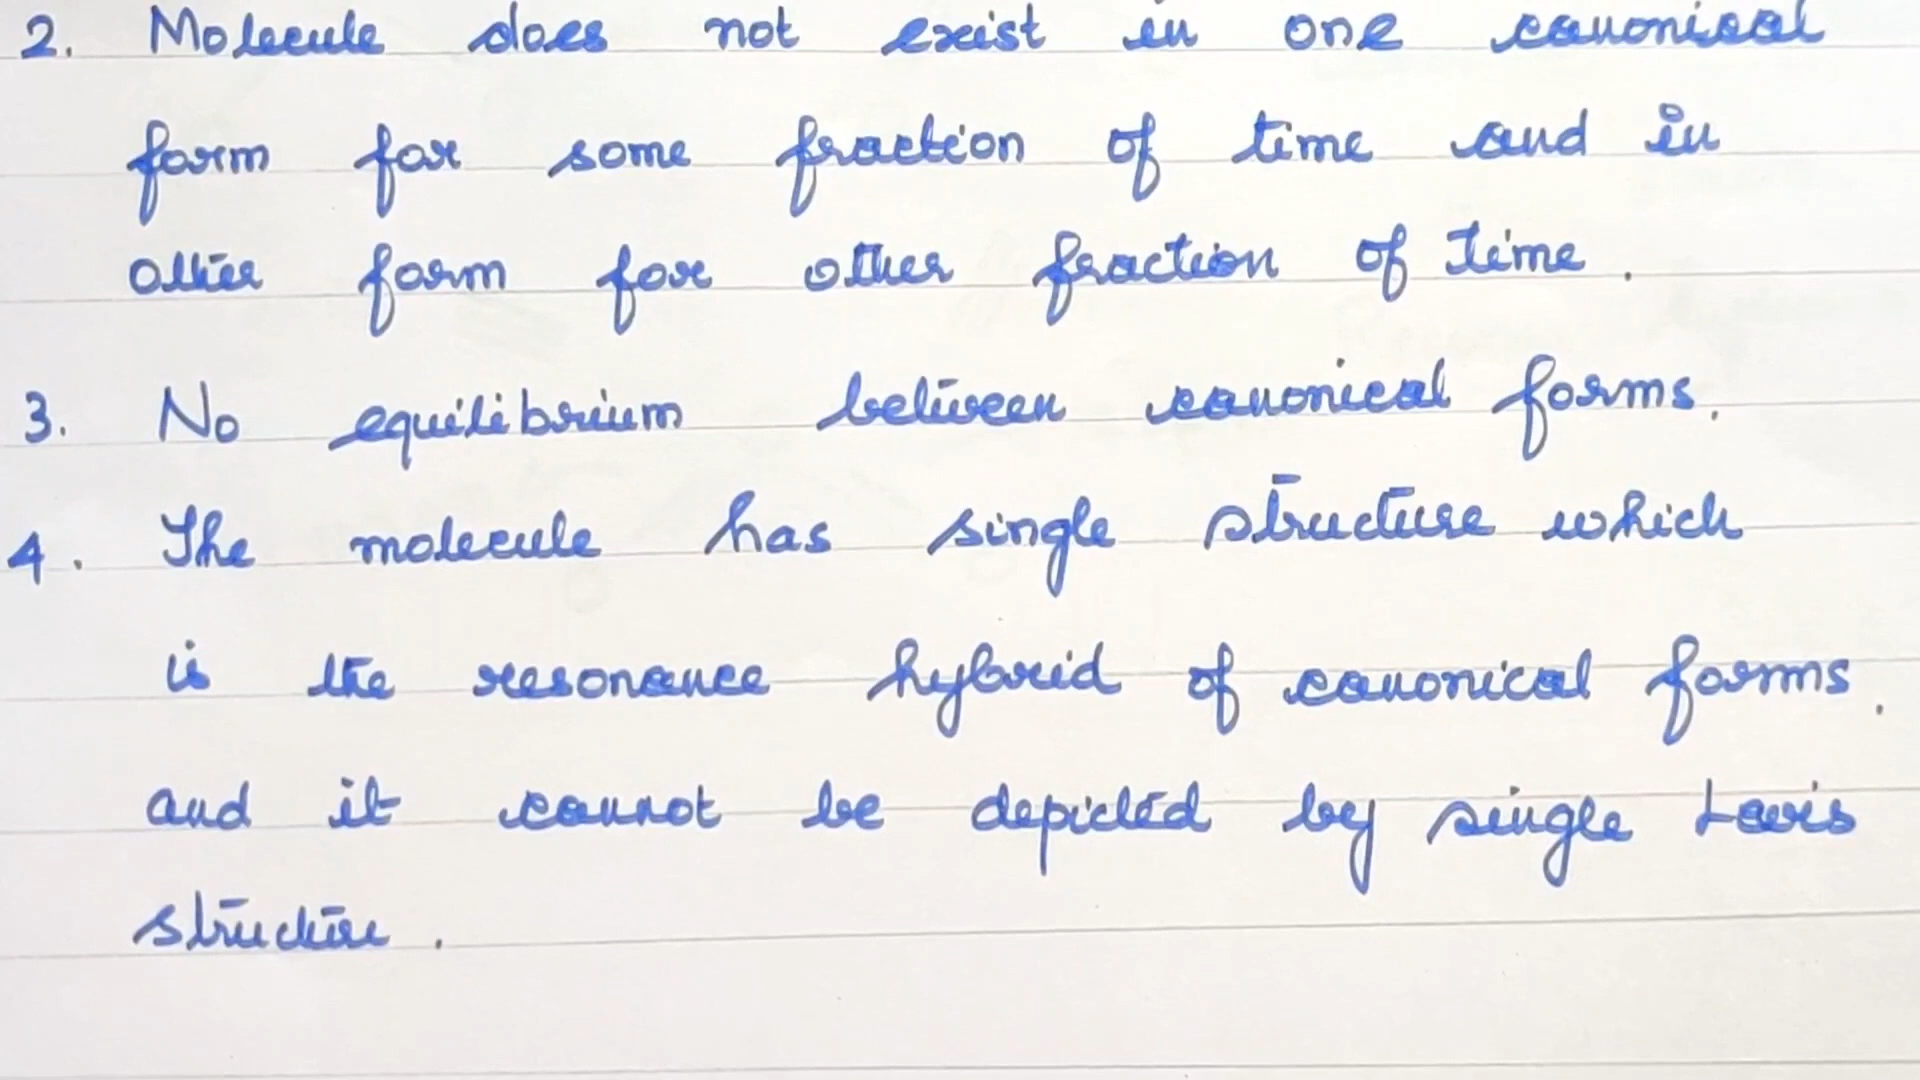 2. Molecule does not exist in one canonical
form for some fraction of time and in
other form for other fraction of time.
3. No equilibrium between canonical forms.
4. The molecule has single structure which
is the resonance hybrid of canonical forms.
and it cannot be depicted by single Lewis
structure.